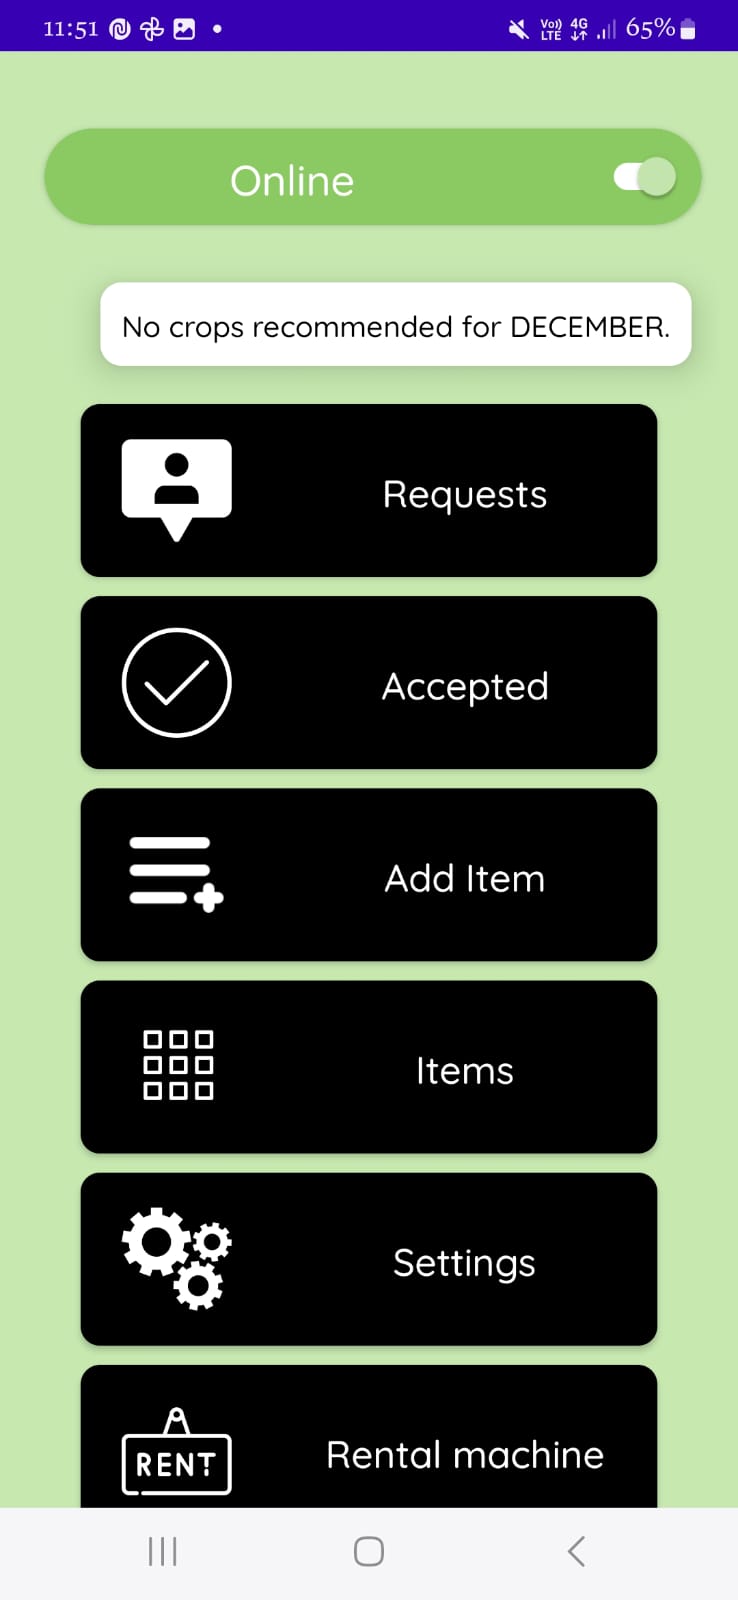 11:51
Vo)) 4G
LTE
65%
Online
No crops recommended for DECEMBER.
Requests
Accepted
Add Item
Items
Settings
RENT
Rental machine